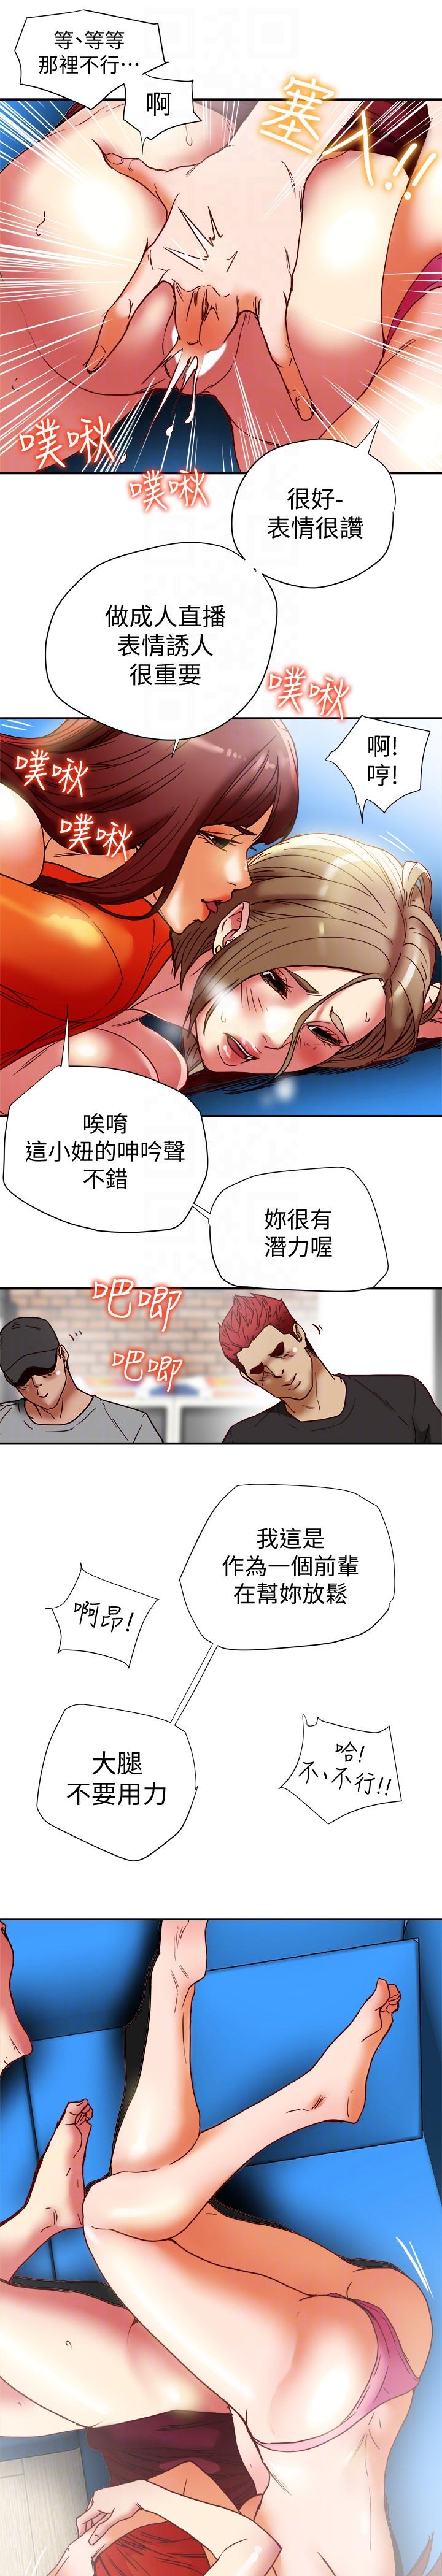 等、等等
那裡不行…
啊
塞入!!
噗啾
噗啾
很好-
表情很讚
做成人直播
表情誘人
很重要
噗啾
啊!
哼!
噗啾
噗啾
唉唷
這小妞的呻吟聲
不錯
妳很有
潛力喔
吧唧
吧唧
我這是
作為一個前輩
在幫妳放鬆
啊昂!
大腿
不要用力
哈!
不、不行!!